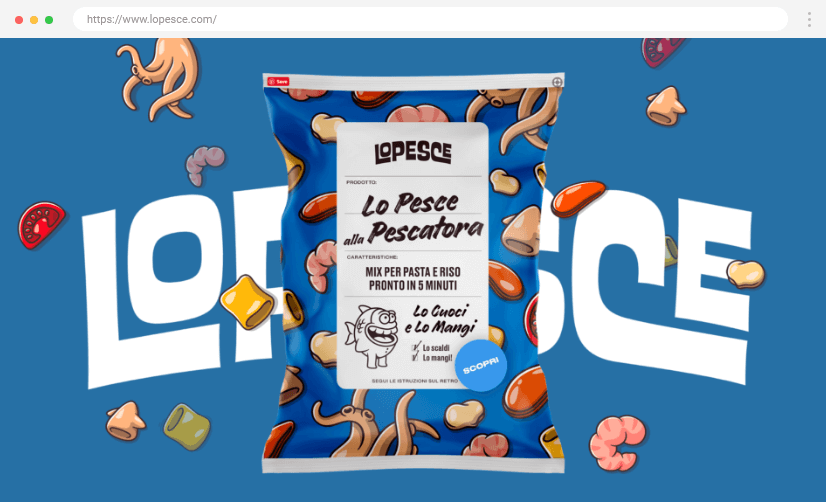 https://www.lopesce.com/
Save
LOPESCE
LOPESCE
PRODOTTO:
Lo Pesce
alla Pescatora
CARATTERISTICHE:
MIX PER PASTA E RISO
PRONTO IN 5 MINUTI
Lo Cuoci
e Lo Mangi
Lo scaldi
Lo mangi!
SCOPRI
SEGUI LE ISTRUZIONI SUL RETRO